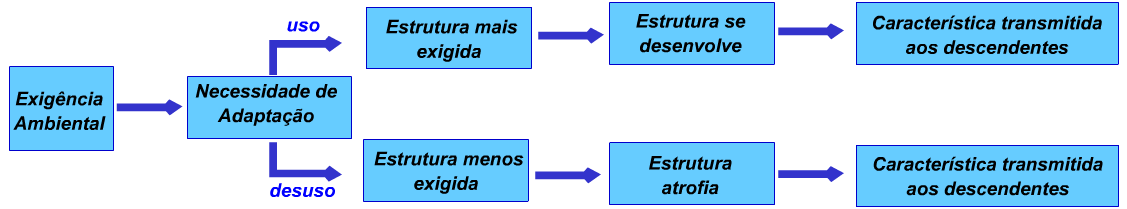 Exigência
Ambiental
Necessidade de
Adaptação
uso
Estrutura mais
exigida
Estrutura se
desenvolve
Característica transmitida
aos descendentes
desuso
Estrutura menos
exigida
Estrutura
atrofia
Característica transmitida
aos descendentes